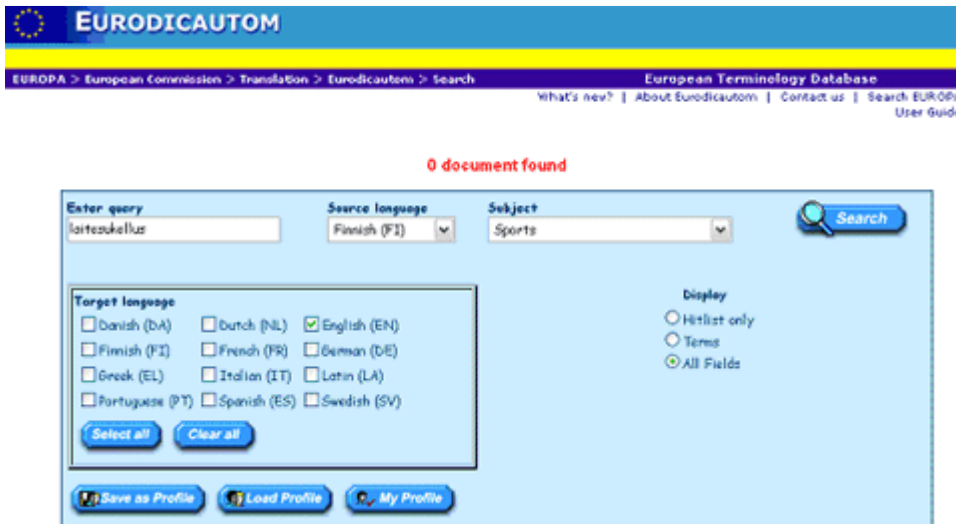 EURODICAUTOM
EUROPA > European Commission > Translation > Eurodicautom > Search European Terminology Database
What's new? | About Eurodicautom | Contact us | Search EUROPA
User Guide
0 document found
Enter query Source language Subject
laitesukellus Finnish (FI) Sports Search
Target language Display
Danish (DA) Dutch (NL) English (EN) Hitlist only
Finnish (FI) French (FR) German (DE) Terms
Greek (EL) Italian (IT) Latin (LA) All Fields
Portuguese (PT) Spanish (ES) Swedish (SV)
Select all Clear all
Save as Profile Load Profile My Profile